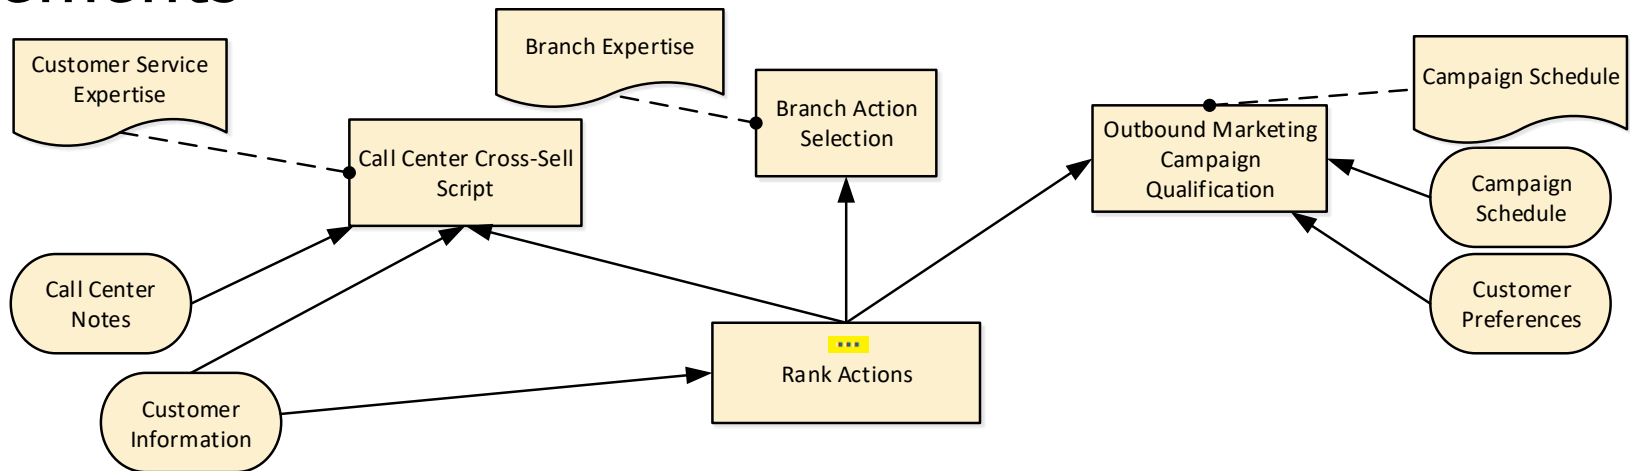 Branch Expertise
Customer Service
Expertise
Campaign Schedule
Branch Action
Selection
Outbound Marketing
Campaign
Qualification
Call Center Cross-Sell
Script
Campaign
Schedule
Call Center
Notes
Customer
Preferences
...
Rank Actions
Customer
Information